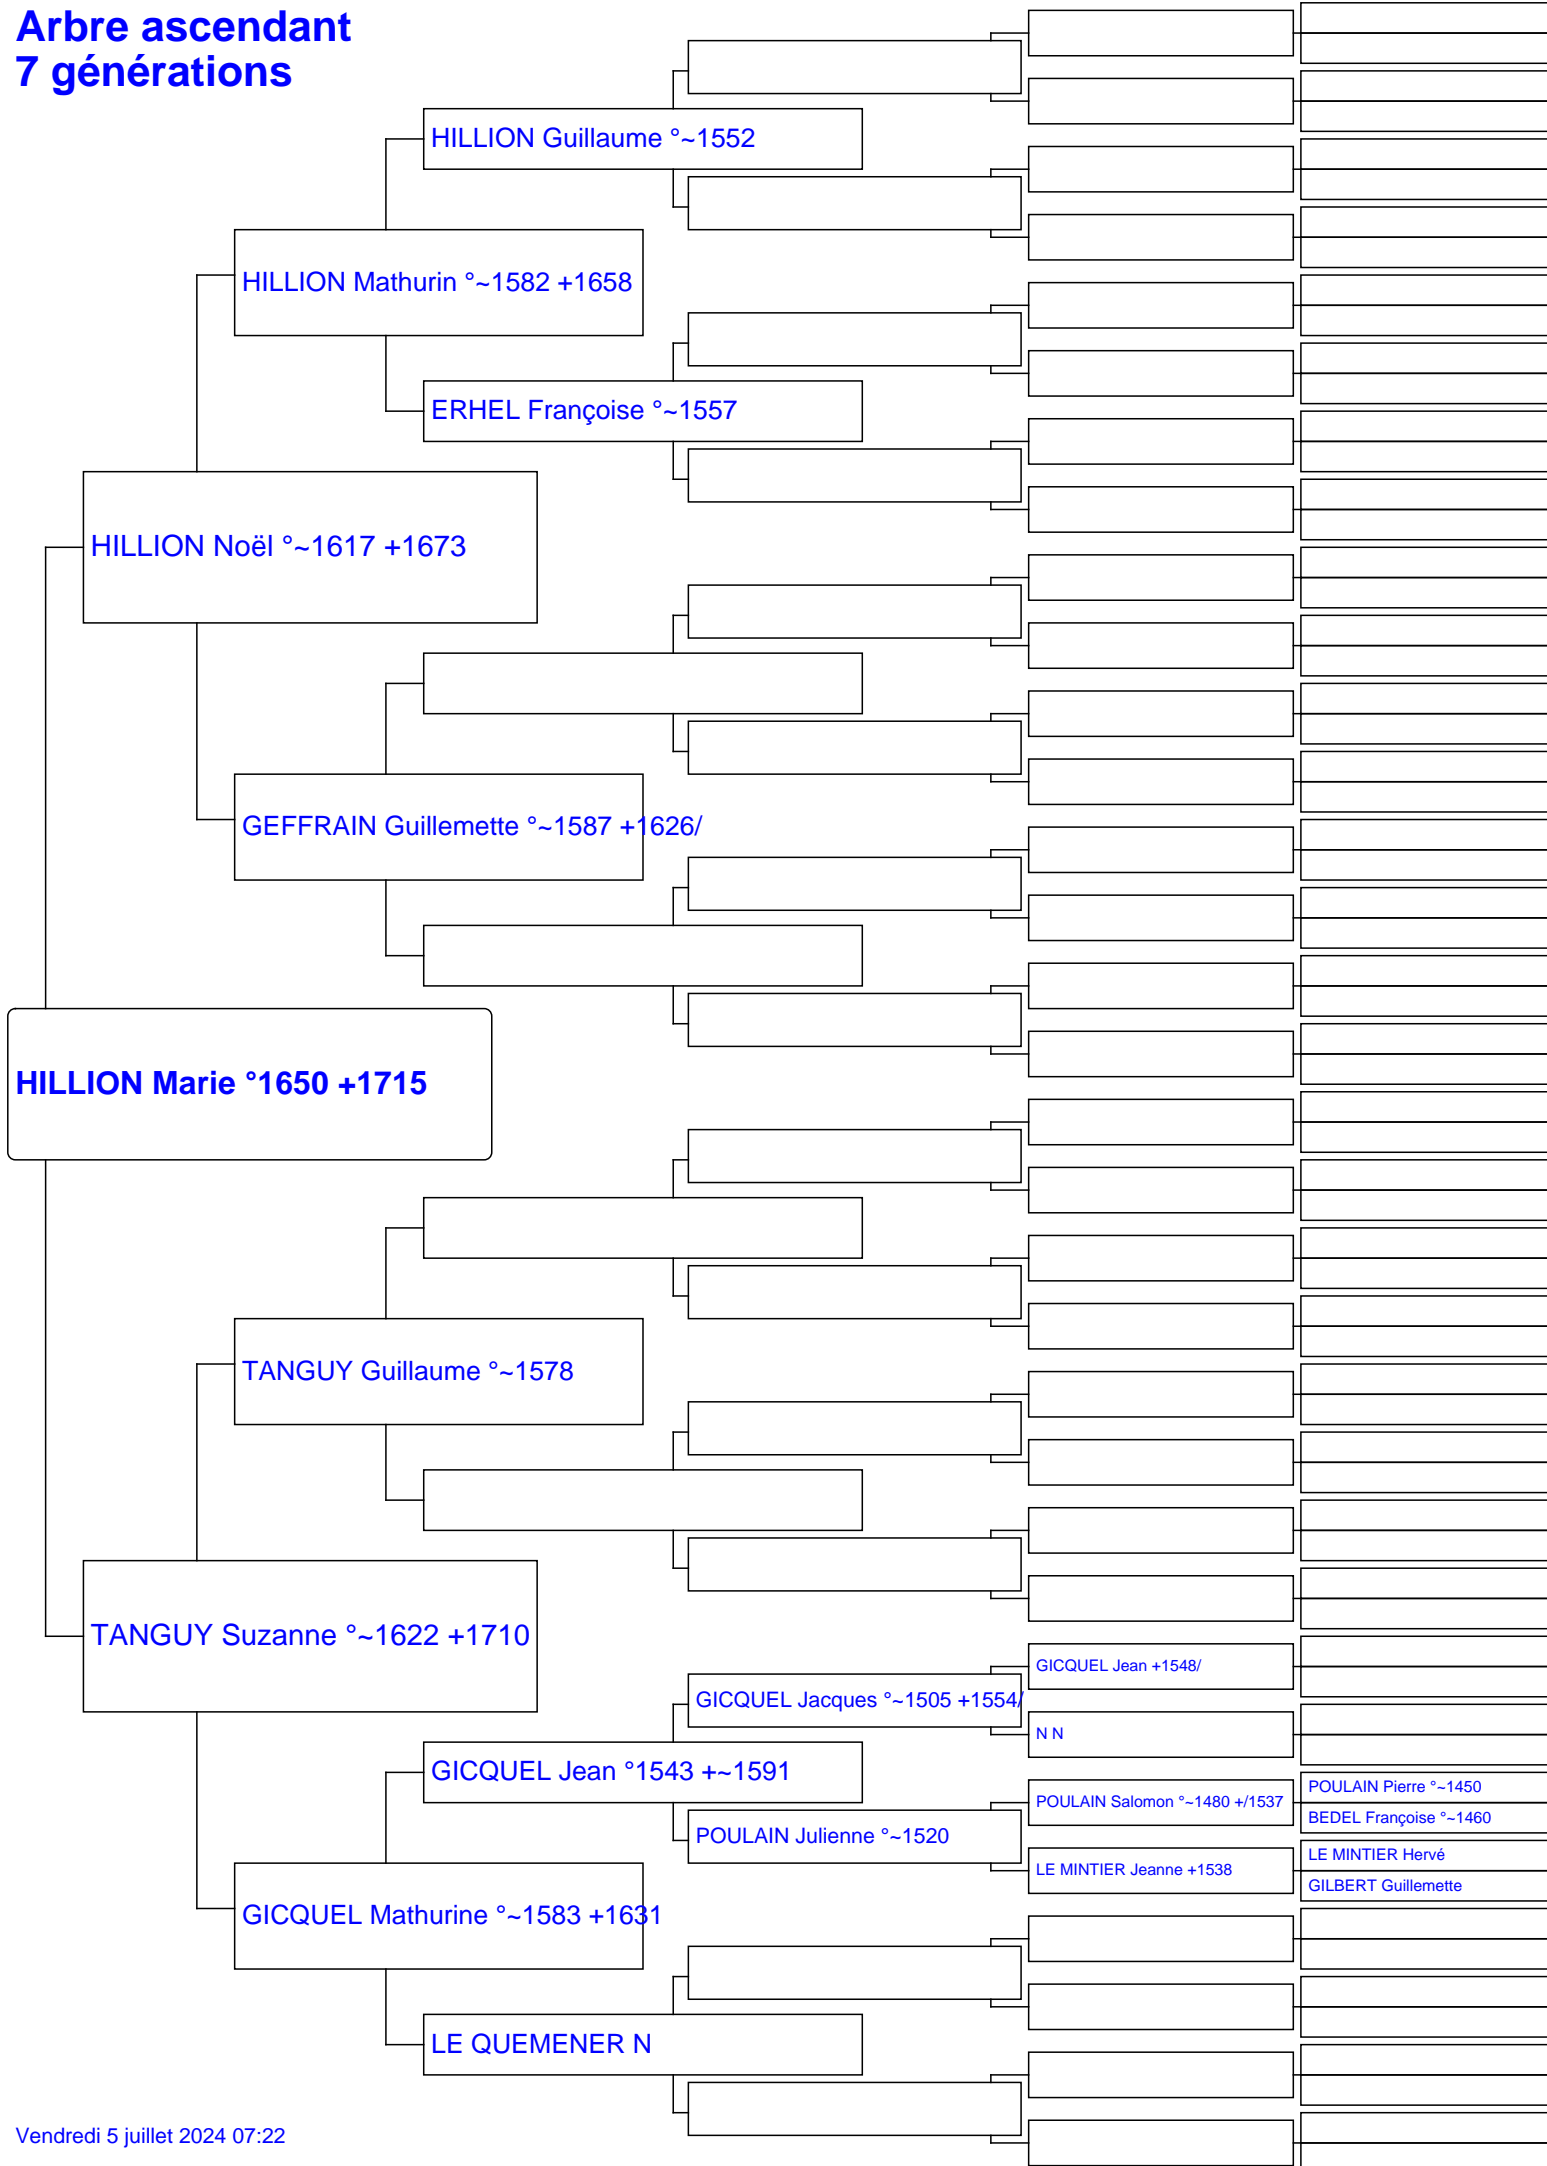 Arbre ascendant
7 générations
HILLION Guillaume °~1552
HILLION Mathurin °~1582 +1658
ERHEL Françoise °~1557
HILLION Noël °~1617 +1673
GEFFRAIN Guillemette °~1587 +1626/
HILLION Marie °1650 +1715
TANGUY Guillaume °~1578
TANGUY Suzanne °~1622 +1710
GICQUEL Jean +1548/
GICQUEL Jacques °~1505 +1554/
N N
GICQUEL Jean °1543 +~1591
POULAIN Pierre °~1450
POULAIN Salomon °~1480 +/1537
BEDEL Françoise °~1460
POULAIN Julienne °~1520
LE MINTIER Hervé
LE MINTIER Jeanne +1538
GILBERT Guillemette
GICQUEL Mathurine °~1583 +1631
LE QUEMENER N
Vendredi 5 juillet 2024 07:22